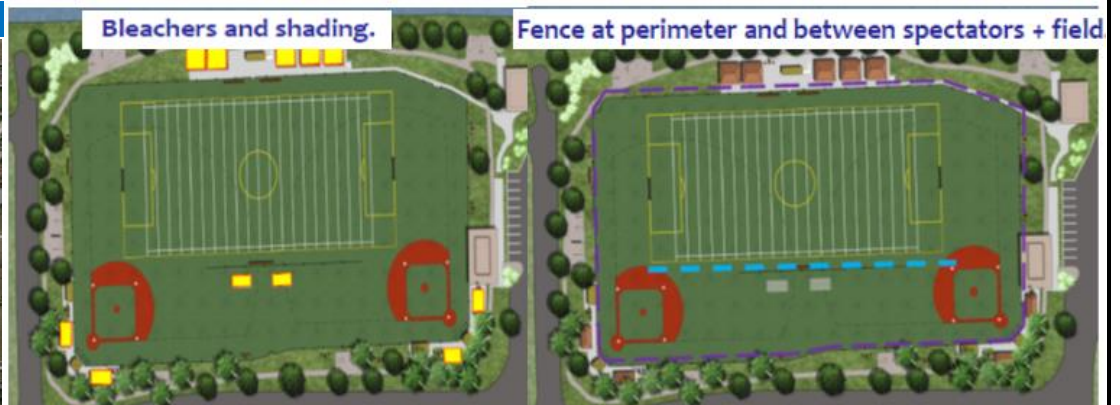 Bleachers and shading.
Fence at perimeter and between spectators + field.